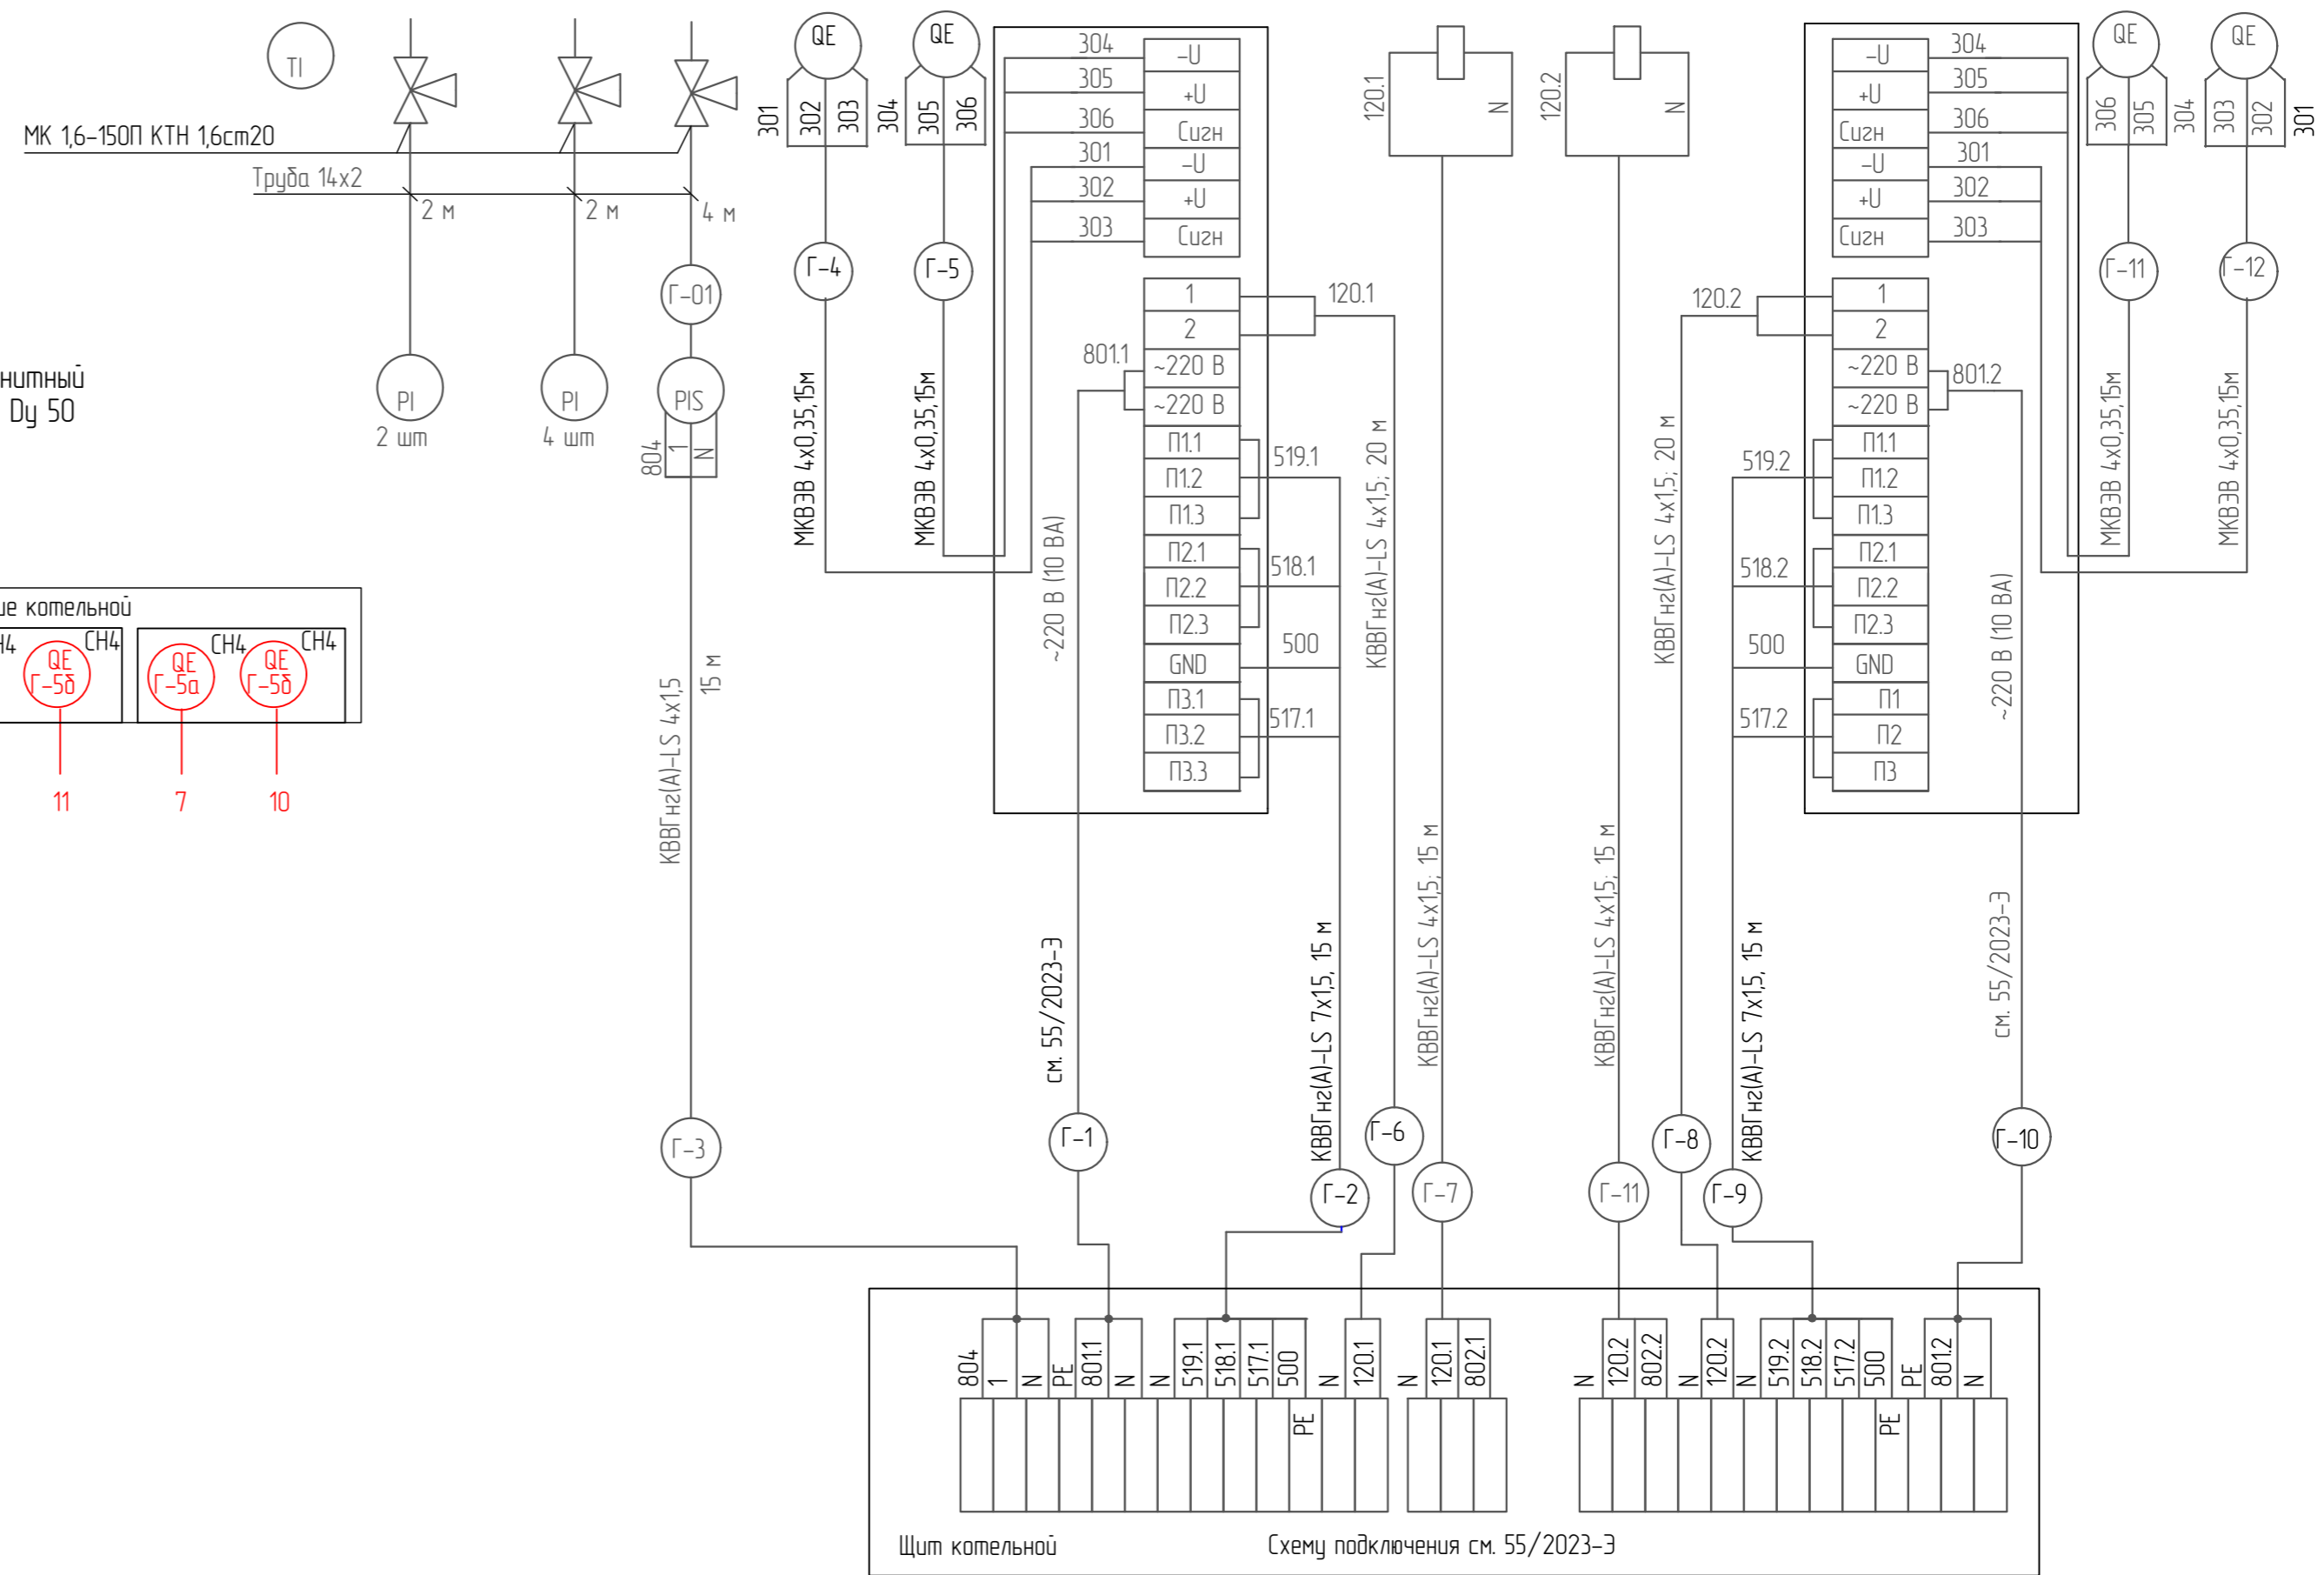 TI
МК 1,6-150П КТН 1,6ст20
Труба 14х2
2 м
2 м
4 м
Г-01
PI
2 шт
PI
4 шт
PIS
804
1
N
КВВГнг(А)-LS 4х1,5
15 м
Г-3
нитный
Dу 50
ие котельной
CH4
QE
Г-5б
CH4
QE
Г-5а
CH4
QE
Г-5б
CH4
11
7
10
QE
301
302
303
Г-4
МКВЭВ 4х0,35,15м
QE
304
305
306
Г-5
МКВЭВ 4х0,35,15м
304
-U
305
+U
306
Сигн
301
-U
302
+U
303
Сигн
1
2
120.1
801.1
~220 В
~220 В
П1.1
П1.2
П1.3
519.1
П2.1
П2.2
П2.3
518.1
GND
500
П3.1
П3.2
П3.3
517.1
~220 В (10 ВА)
см. 55/2023-Э
Г-1
КВВГнг(А)-LS 7х1,5, 15 м
Г-2
КВВГнг(А)-LS 4х1,5; 20 м
Г-6
120.1
N
КВВГнг(А)-LS 4х1,5; 15 м
Г-7
120.2
N
КВВГнг(А)-LS 4х1,5; 15 м
Г-11
КВВГнг(А)-LS 4х1,5; 20 м
Г-8
КВВГнг(А)-LS 7х1,5, 15 м
Г-9
-U
304
+U
305
Сигн
306
-U
301
+U
302
Сигн
303
120.2
1
2
~220 В
~220 В
801.2
519.2
П1.1
П1.2
П1.3
518.2
П2.1
П2.2
П2.3
500
GND
517.2
П1
П2
П3
~220 В (10 ВА)
см. 55/2023-Э
Г-10
QE
306
305
304
Г-11
МКВЭВ 4х0,35,15м
QE
303
302
301
Г-12
МКВЭВ 4х0,35,15м
804
1
N
PE
801.1
N
N
519.1
518.1
517.1
500
PE
N
120.1
N
120.1
802.1
N
120.2
802.2
N
120.2
N
519.2
518.2
517.2
500
PE
PE
801.2
N
Щит котельной
Схему подключения см. 55/2023-Э